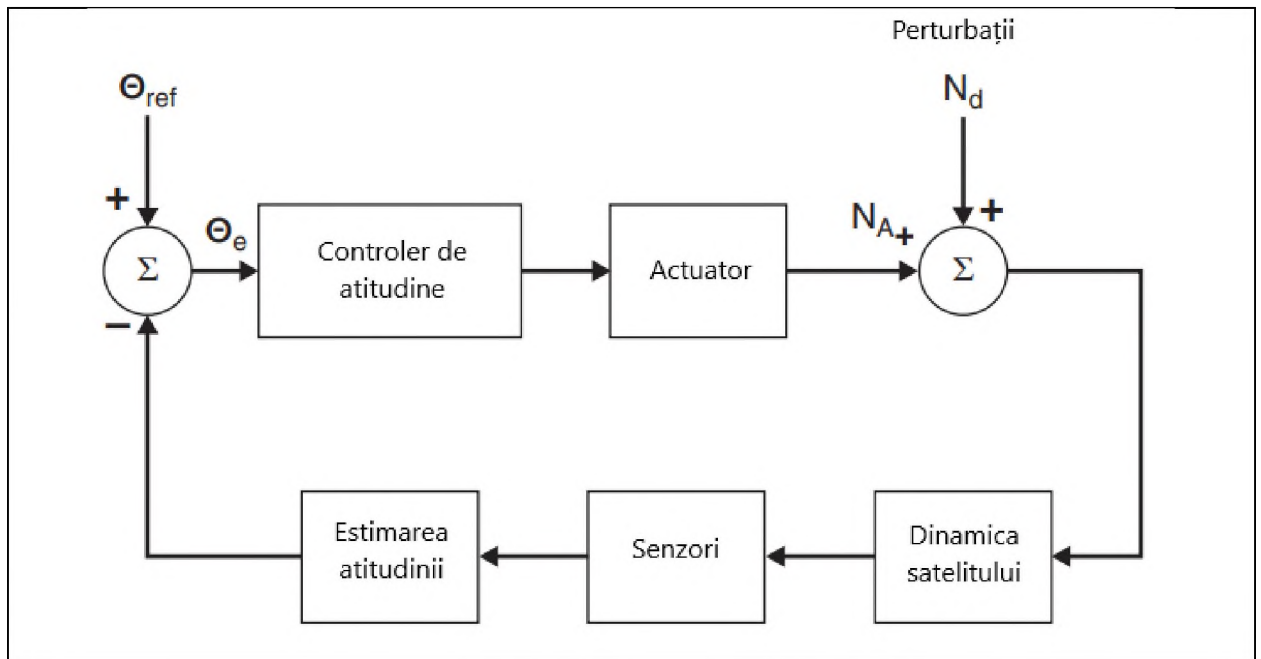 Perturbații
Θref
Nd
+
+
Θe
NA+
Σ
Controler de
atitudine
Actuator
Σ
−
Estimarea
atitudinii
Senzori
Dinamica
satelitului